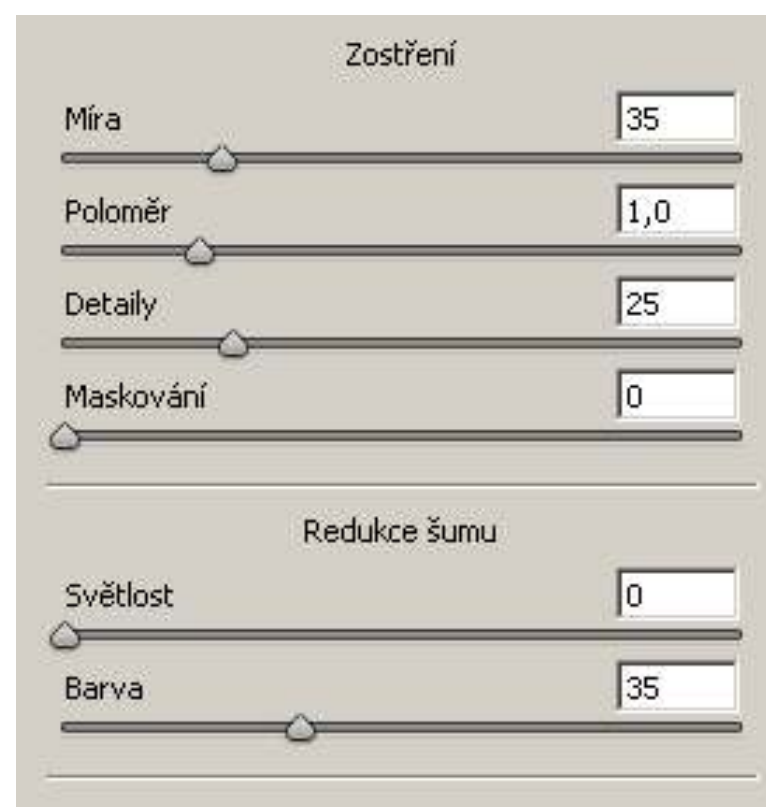 Zostření
Míra 35
Poloměr 1,0
Detaily 25
Maskování 0
Redukce šumu
Světlost 0
Barva 35